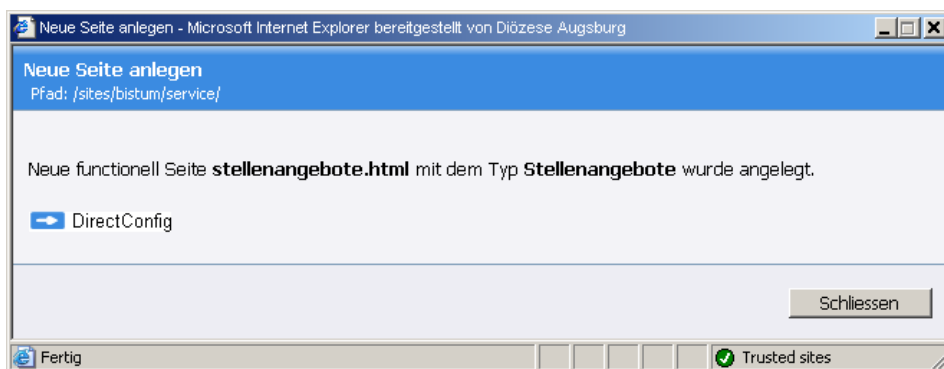 Neue Seite anlegen - Microsoft Internet Explorer bereitgestellt von Diözese Augsburg
Neue Seite anlegen
Pfad: /sites/bistum/service/
Neue functionell Seite stellenangebote.html mit dem Typ Stellenangebote wurde angelegt.
DirectConfig
Schliessen
Fertig
Trusted sites